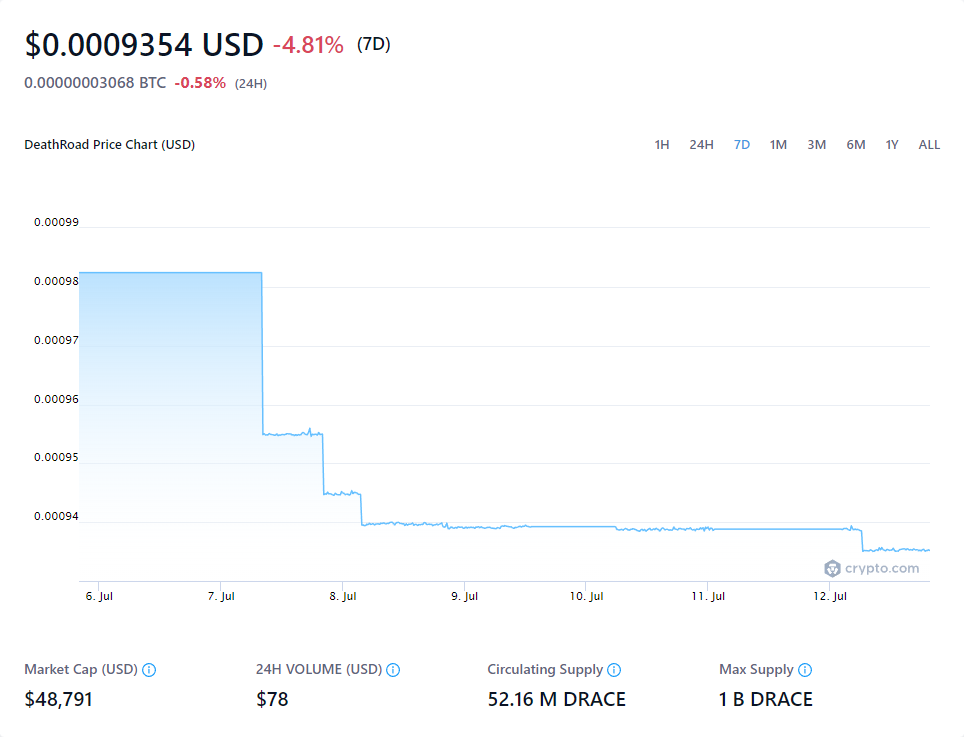 $0.0009354 USD -4.81% (7D)
0.00000003068 BTC -0.58% (24H)
DeathRoad Price Chart (USD) 1H 24H 7D 1M 3M 6M 1Y ALL
0.00099
0.00098
0.00097
0.00096
0.00095
0.00094
crypto.com
6. Jul 7. Jul 8. Jul 9. Jul 10. Jul 11. Jul 12. Jul
Market Cap (USD) 24H VOLUME (USD) Circulating Supply Max Supply
$48,791 $78 52.16 M DRACE 1 B DRACE